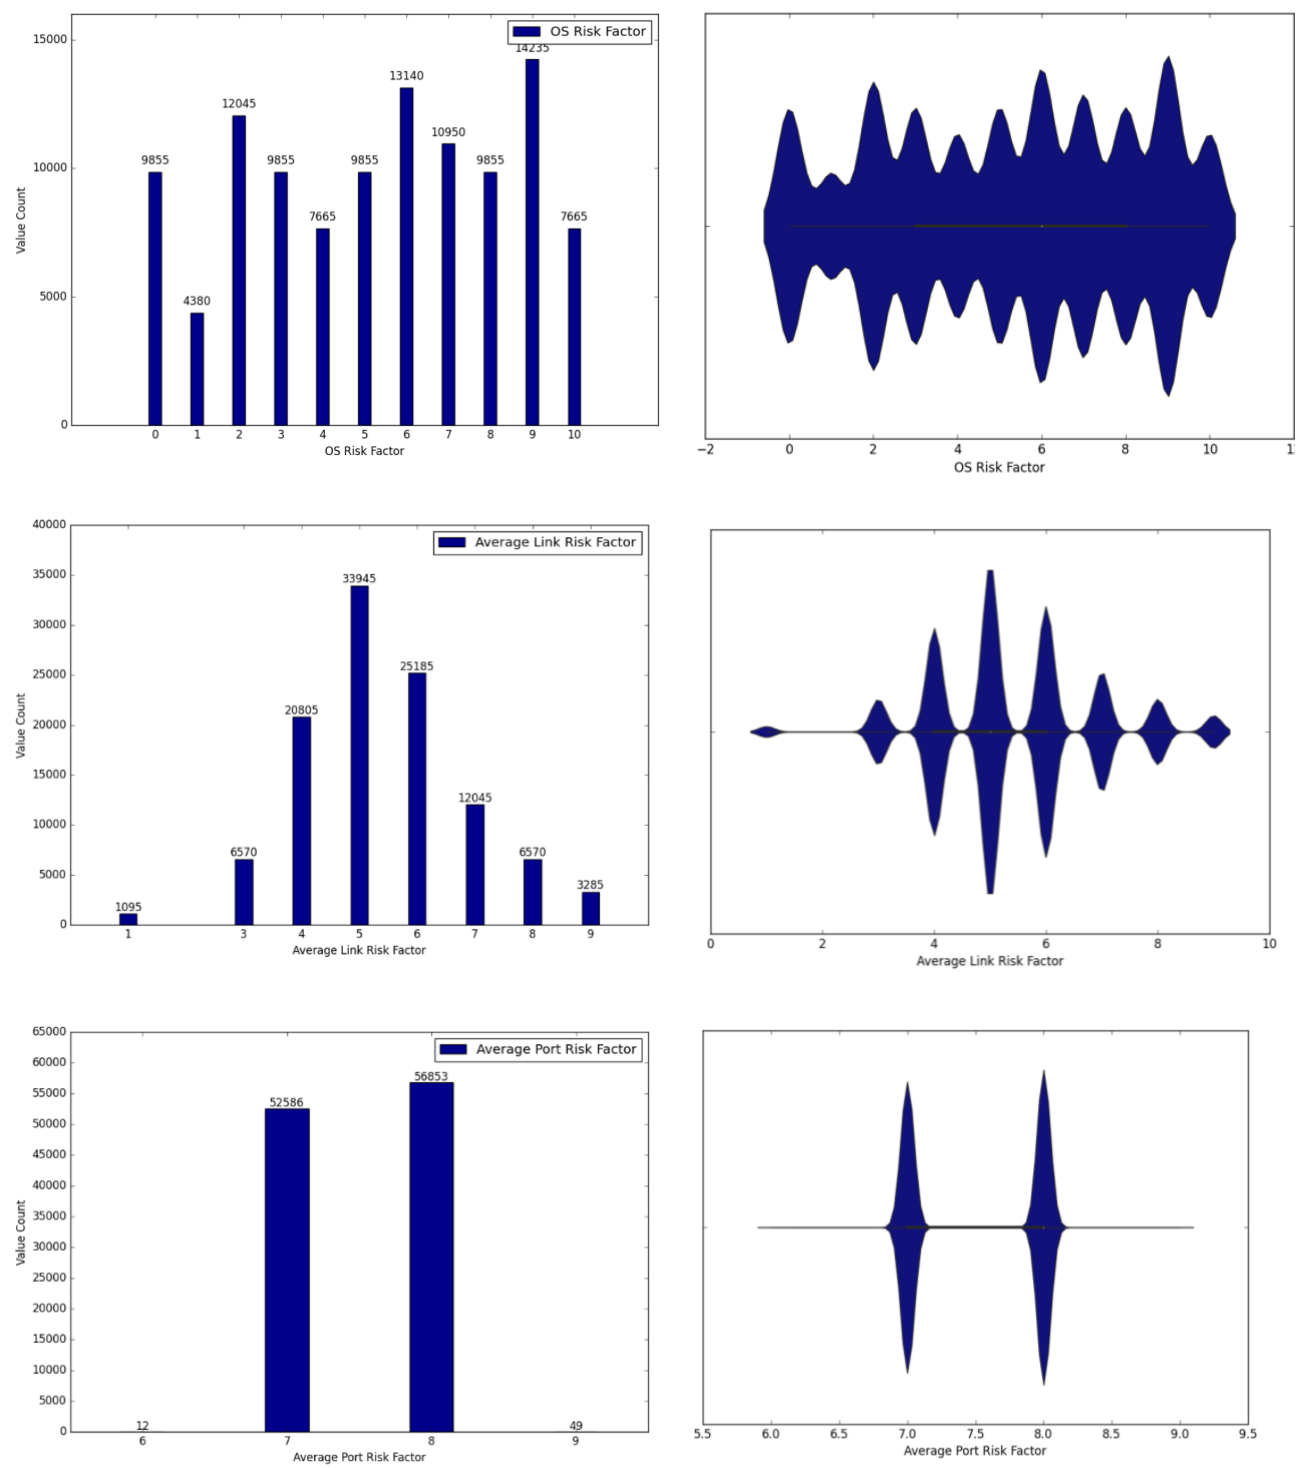 OS Risk Factor
15000
10000
5000
0
Value Count
9855
4380
12045
9855
7665
9855
13140
10950
9855
14235
7665
0 1 2 3 4 5 6 7 8 9 10
OS Risk Factor
−2 0 2 4 6 8 10
OS Risk Factor
Average Link Risk Factor
40000
35000
30000
25000
20000
15000
10000
5000
0
Value Count
1095
6570
20805
33945
25185
12045
6570
3285
1 3 4 5 6 7 8 9
Average Link Risk Factor
0 2 4 6 8 10
Average Link Risk Factor
Average Port Risk Factor
65000
60000
55000
50000
45000
40000
35000
30000
25000
20000
15000
10000
5000
0
Value Count
12
52586
56853
49
6 7 8 9
Average Port Risk Factor
5.5 6.0 6.5 7.0 7.5 8.0 8.5 9.0 9.5
Average Port Risk Factor